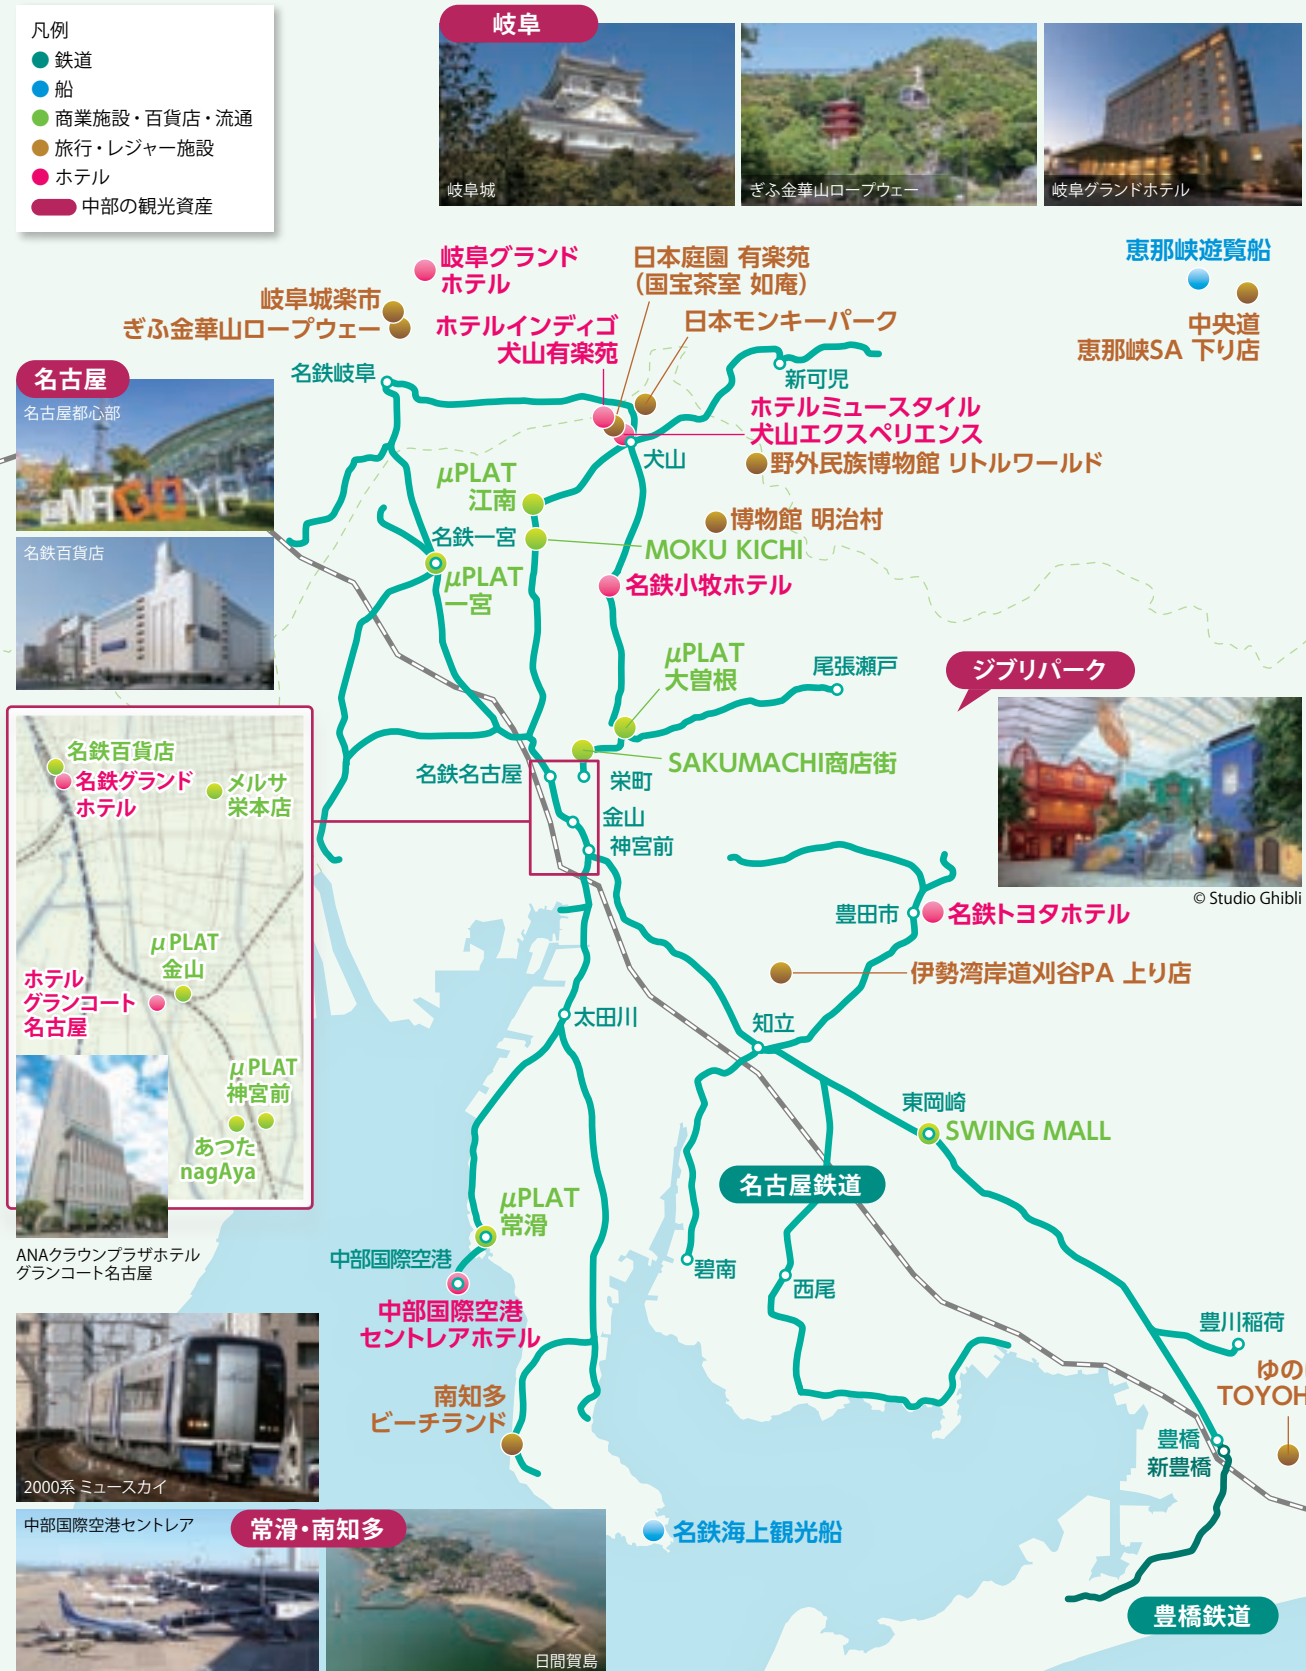 凡例
鉄道
船
商業施設・百貨店・流通
旅行・レジャー施設
ホテル
中部の観光資産
岐阜
岐阜城
ぎふ金華山ロープウェー
岐阜グランドホテル
岐阜グランド
ホテル
日本庭園 有楽苑
（国宝茶室 如庵）
恵那峡遊覧船
岐阜城楽市
ぎふ金華山ロープウェー
ホテルインディゴ
犬山有楽苑
日本モンキーパーク
中央道
恵那峡SA 下り店
名古屋
名古屋都心部
NAGOYA
名鉄百貨店
名鉄岐阜
新可児
ホテルミュースタイル
犬山エクスペリエンス
犬山
野外民族博物館 リトルワールド
μPLAT
江南
博物館 明治村
名鉄一宮
MOKU KICHI
μPLAT
一宮
名鉄小牧ホテル
μPLAT
大曽根
尾張瀬戸
ジブリパーク
SAKUMACHI商店街
名鉄名古屋
栄町
金山
神宮前
© Studio Ghibli
名鉄百貨店
名鉄グランド
ホテル
メルサ
栄本店
μPLAT
金山
ホテル
グランコート
名古屋
μPLAT
神宮前
あつた
nagAya
ANAクラウンプラザホテル
グランコート名古屋
豊田市
名鉄トヨタホテル
伊勢湾岸道刈谷PA 上り店
太田川
知立
東岡崎
SWING MALL
名古屋鉄道
μPLAT
常滑
中部国際空港
中部国際空港
セントレアホテル
碧南
西尾
豊川稲荷
ゆの
TOYOH
南知多
ビーチランド
豊橋
新豊橋
2000系 ミュースカイ
中部国際空港セントレア
常滑・南知多
日間賀島
名鉄海上観光船
豊橋鉄道